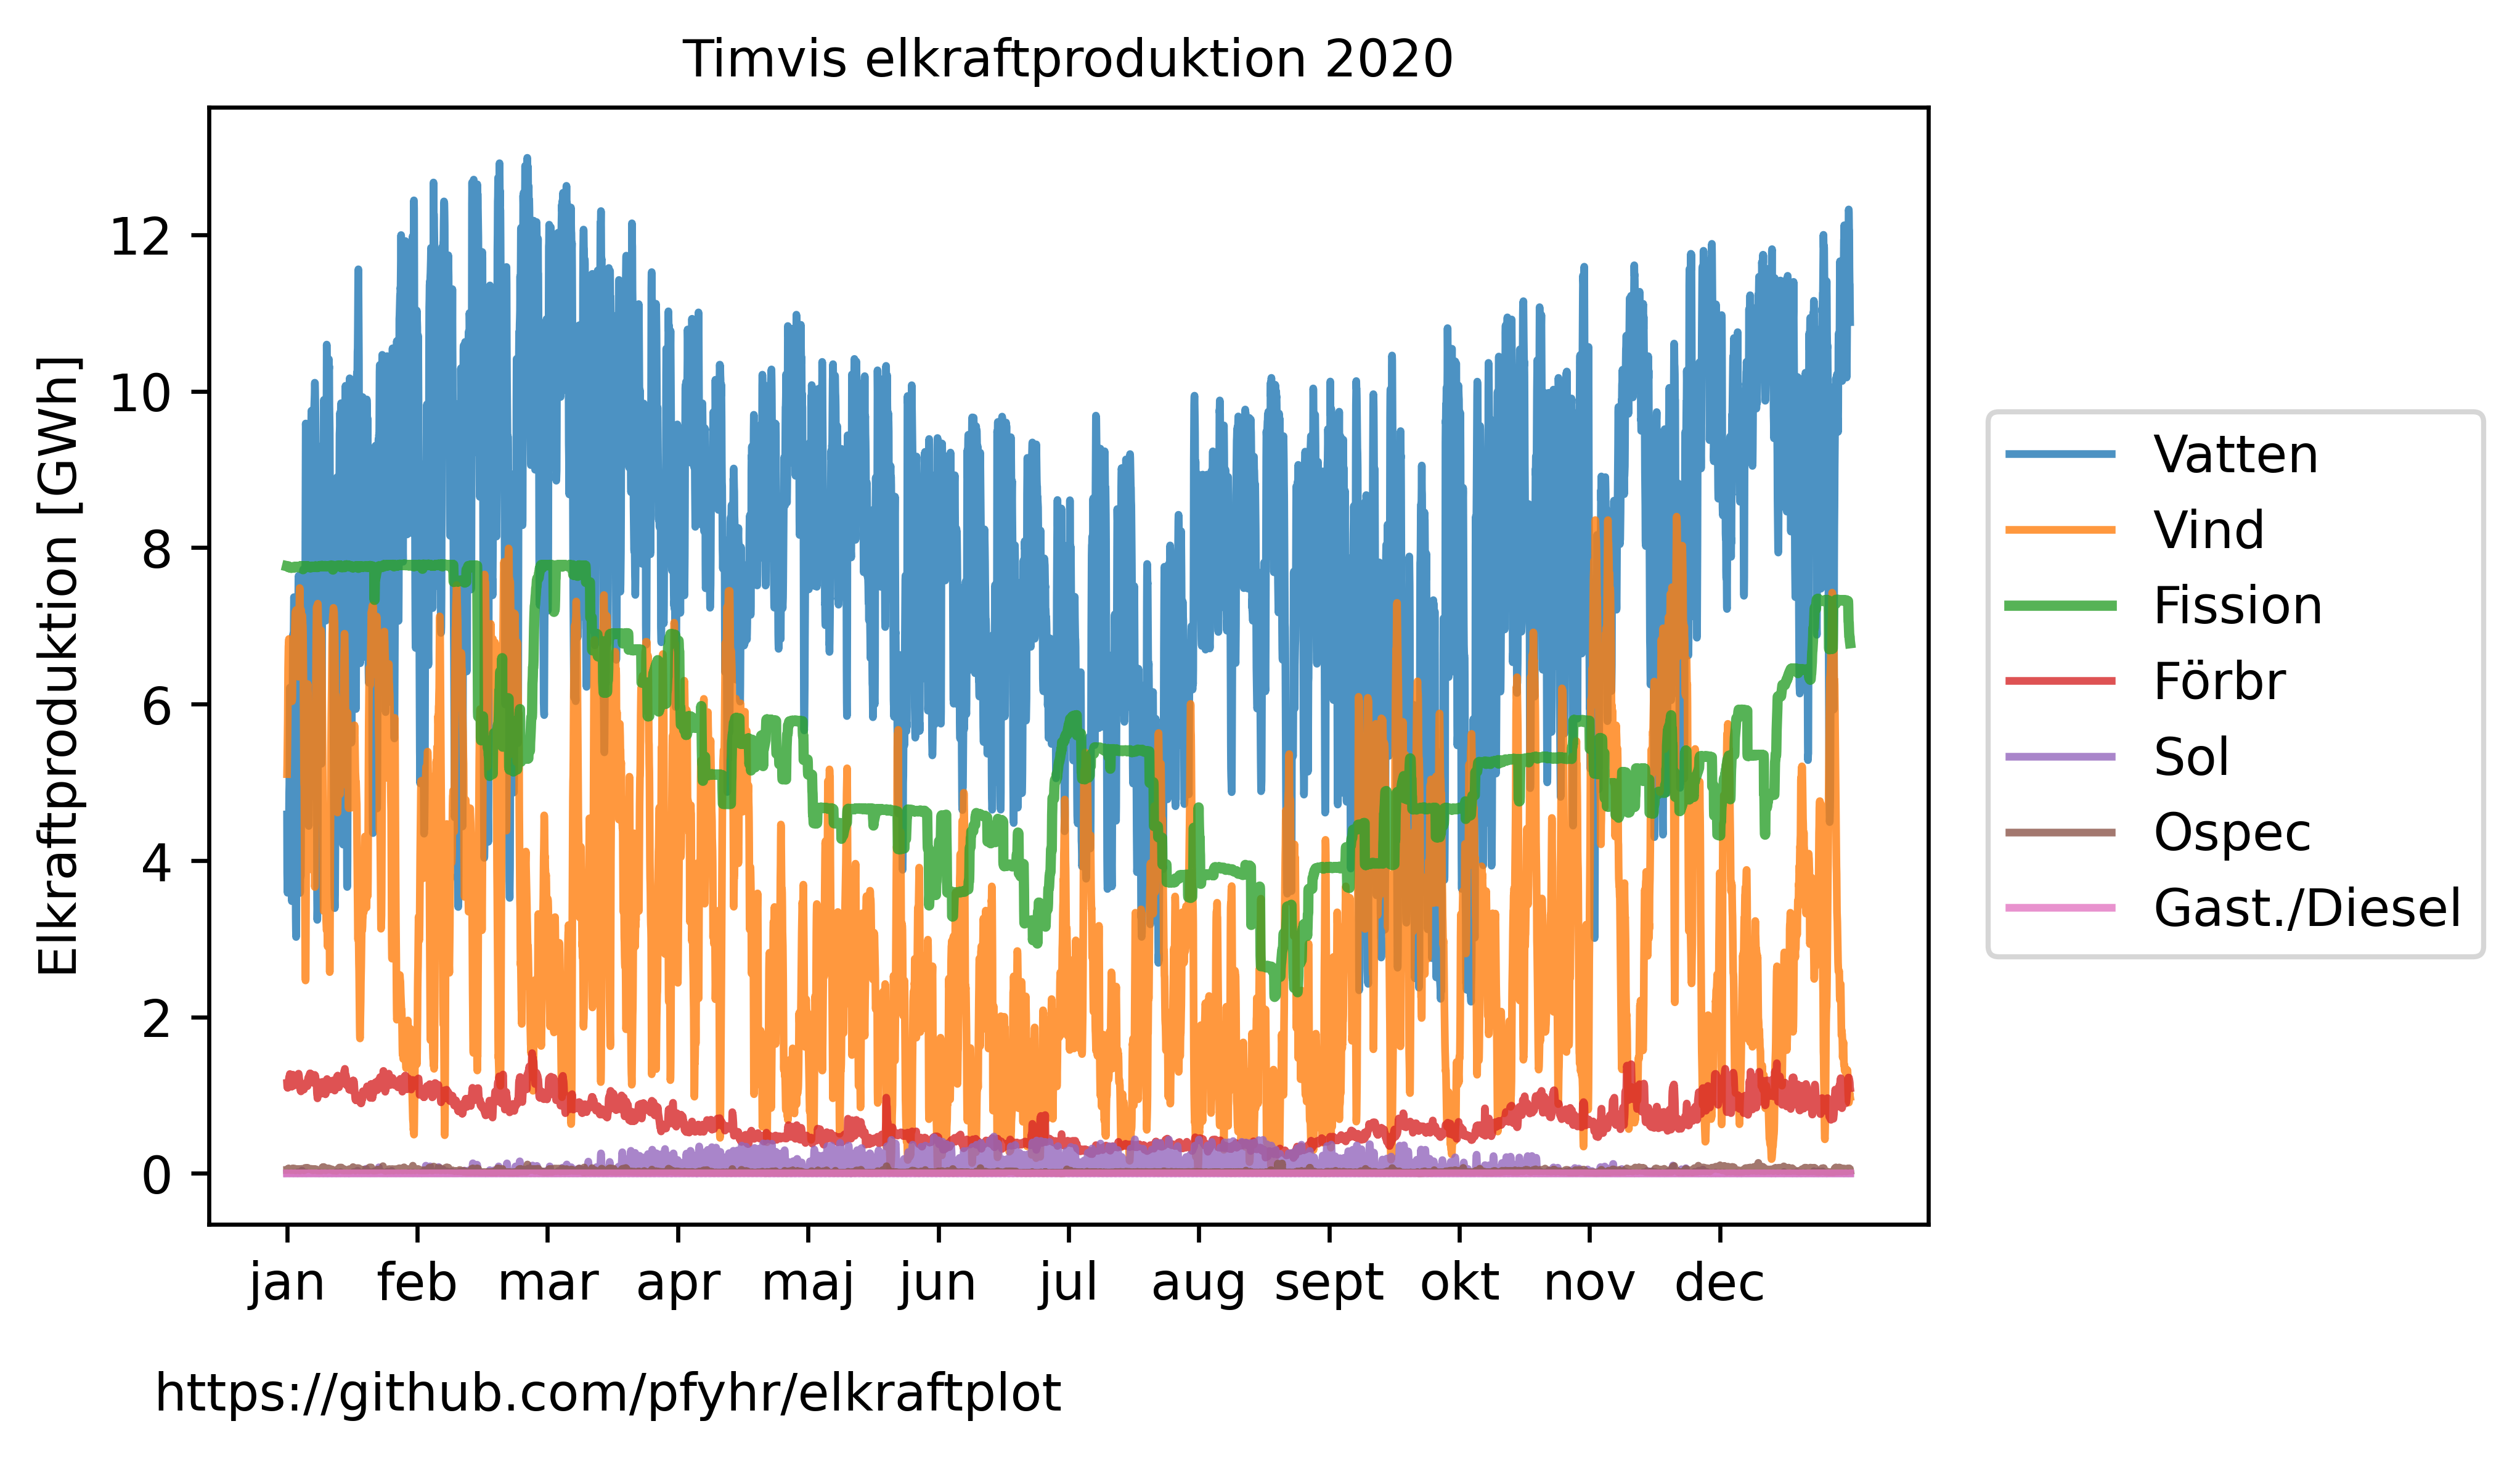 Timvis elkraftproduktion 2020
Elkraftproduktion [GWh]
12
10
8
6
4
2
0
jan feb mar apr maj jun jul aug sept okt nov dec
Vatten
Vind
Fission
Förbr
Sol
Ospec
Gast./Diesel
https://github.com/pfyhr/elkraftplot